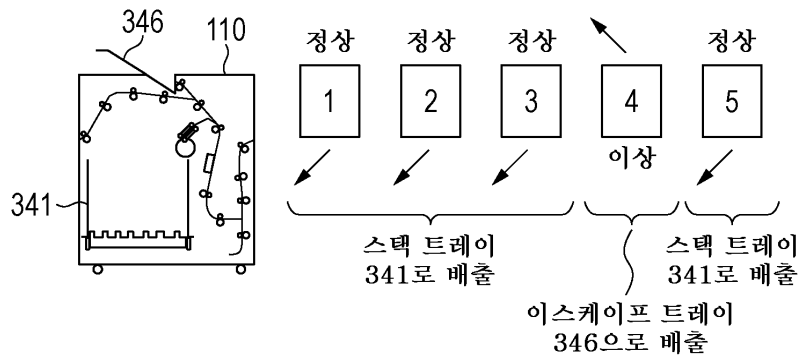 346
110
341
정상
정상
정상
정상
1
2
3
4
5
이상
스택 트레이
341로 배출
스택 트레이
341로 배출
이스케이프 트레이
346으로 배출